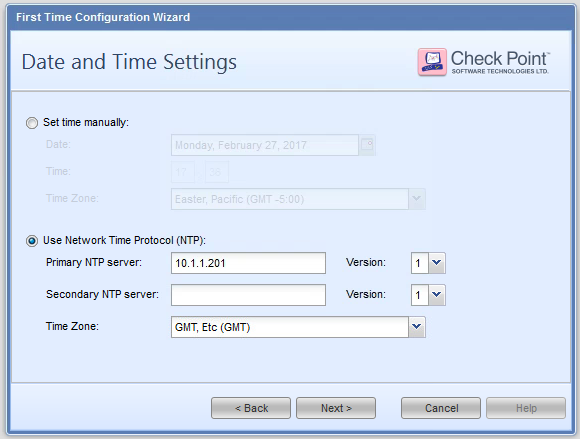 First Time Configuration Wizard
Date and Time Settings
Check Point™
SOFTWARE TECHNOLOGIES LTD.
Set time manually:
Date: Monday, February 27, 2017
Time: 17 : 38
Time Zone: Easter, Pacific (GMT -5:00)
Use Network Time Protocol (NTP):
Primary NTP server: 10.1.1.201 Version: 1
Secondary NTP server: Version: 1
Time Zone: GMT, Etc (GMT)
< Back Next > Cancel Help